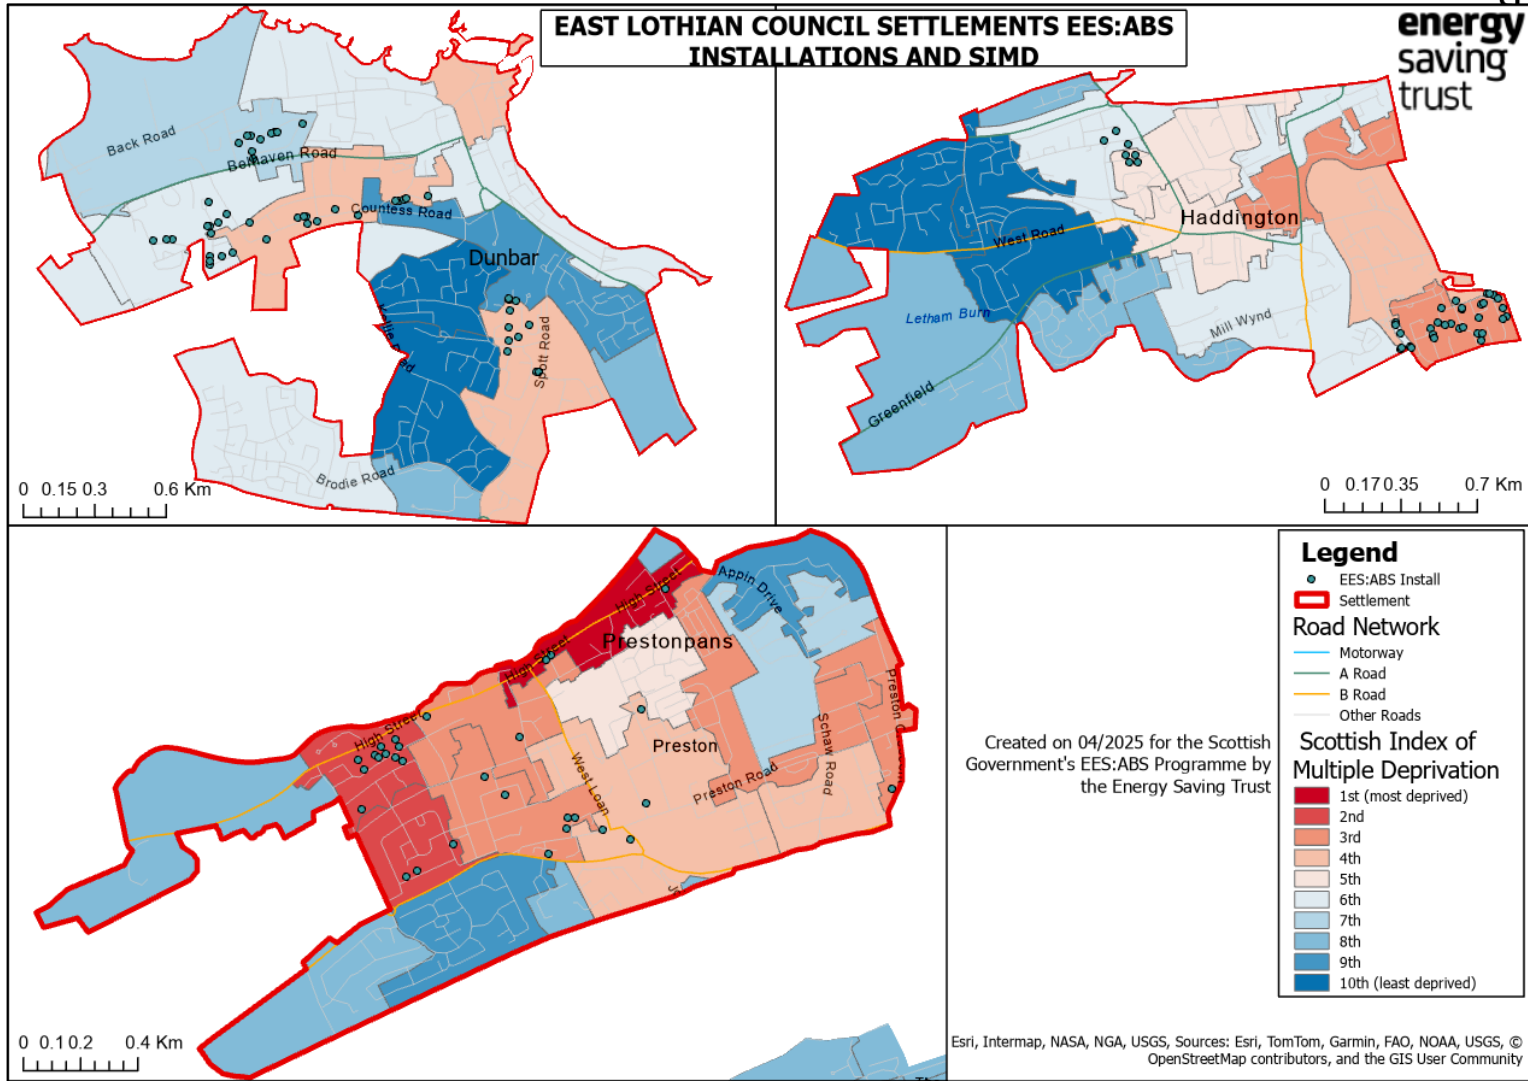 EAST LOTHIAN COUNCIL SETTLEMENTS EES:ABS
INSTALLATIONS AND SIMD
energy
saving
trust
Back Road
Belhaven Road
Countess Road
Dunbar
Spott Road
Brodie Road
0 0.15 0.3 0.6 Km
Haddington
West Road
Letham Burn
Mill Wynd
Greenfield
0 0.17 0.35 0.7 Km
High Street
Appin Drive
Prestonpans
High Street
High Street
Preston
West Loan
Preston Road
Schaw Road
Preston
0 0.1 0.2 0.4 Km
Created on 04/2025 for the Scottish
Government's EES:ABS Programme by
the Energy Saving Trust
Legend
EES:ABS Install
Settlement
Road Network
Motorway
A Road
B Road
Other Roads
Scottish Index of
Multiple Deprivation
1st (most deprived)
2nd
3rd
4th
5th
6th
7th
8th
9th
10th (least deprived)
Esri, Intermap, NASA, NGA, USGS, Sources: Esri, TomTom, Garmin, FAO, NOAA, USGS, ©
OpenStreetMap contributors, and the GIS User Community